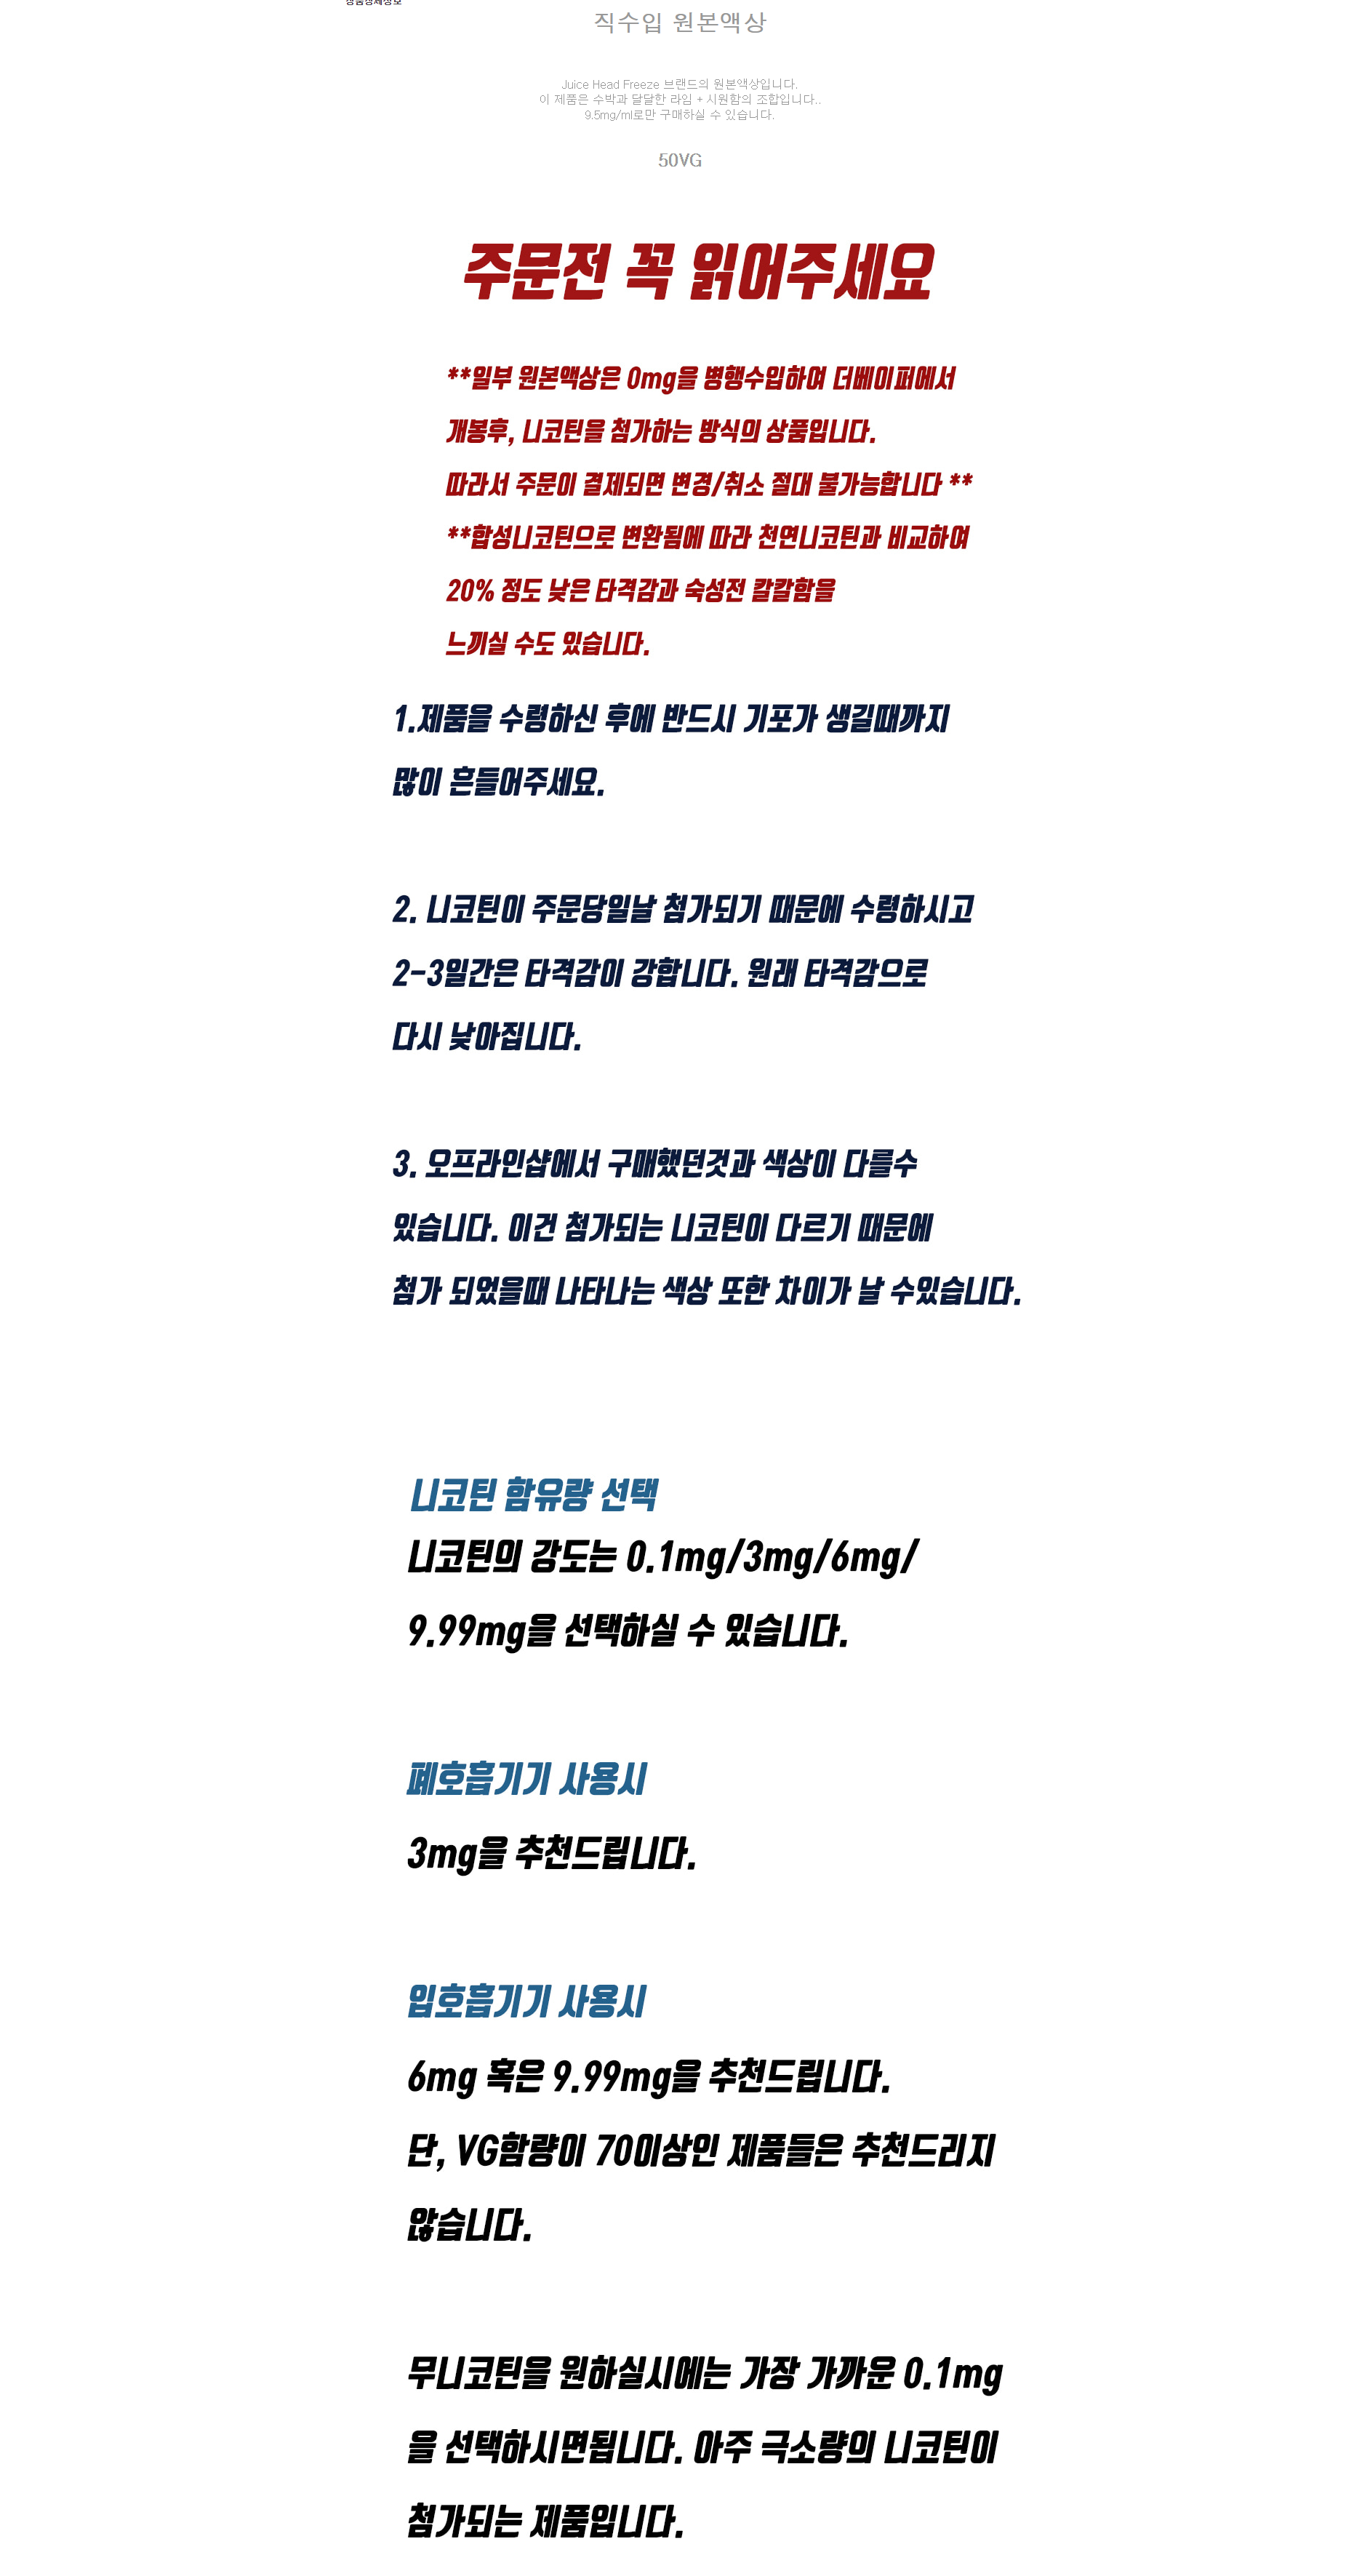 상품상세정보
직수입 원본액상
Juice Head Freeze 브랜드의 원본액상입니다.
이 제품은 수박과 달달한 라임 + 시원함의 조합입니다..
9.5mg/ml로만 구매하실 수 있습니다.
50VG
주문전 꼭 읽어주세요
**일부 원본액상은 0mg을 병행수입하여 더베이퍼에서
개봉후, 니코틴을 첨가하는 방식의 상품입니다.
따라서 주문이 결제되면 변경/취소 절대 불가능합니다 **
**합성니코틴으로 변환됨에 따라 천연니코틴과 비교하여
20% 정도 낮은 타격감과 숙성전 칼칼함을
느끼실 수도 있습니다.
1.제품을 수령하신 후에 반드시 기포가 생길때까지
많이 흔들어주세요.
2. 니코틴이 주문당일날 첨가되기 때문에 수령하시고
2-3일간은 타격감이 강합니다. 원래 타격감으로
다시 낮아집니다.
3. 오프라인샵에서 구매했던것과 색상이 다를수
있습니다. 이건 첨가되는 니코틴이 다르기 때문에
첨가 되었을때 나타나는 색상 또한 차이가 날 수있습니다.
니코틴 함유량 선택
니코틴의 강도는 0.1mg/3mg/6mg/
9.99mg을 선택하실 수 있습니다.
폐호흡기기 사용시
3mg을 추천드립니다.
입호흡기기 사용시
6mg 혹은 9.99mg을 추천드립니다.
단, VG함량이 70이상인 제품들은 추천드리지
않습니다.
무니코틴을 원하실시에는 가장 가까운 0.1mg
을 선택하시면됩니다. 아주 극소량의 니코틴이
첨가되는 제품입니다.